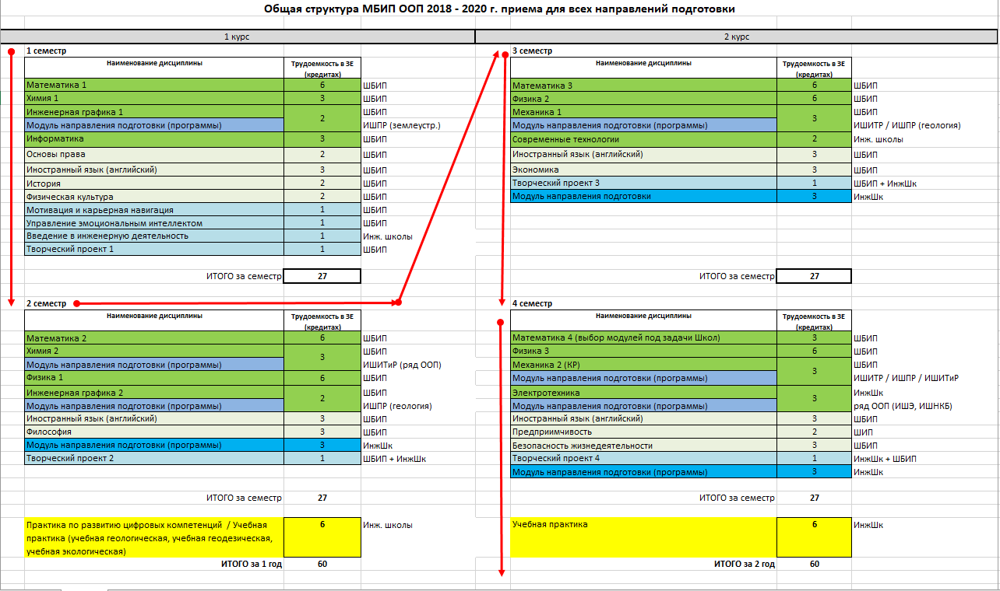 Общая структура МБИП ООП 2018 - 2020 г. приема для всех направлений подготовки
1 курс
2 курс
1 семестр
Наименование дисциплины Трудоемкость в ЗЕ
(кредитах)
Математика 1 6 ШБИП
Химия 1 3 ШБИП
Инженерная графика 1 2 ШБИП
Модуль направления подготовки (программы) ИШПР (землеустр.)
Информатика 3 ШБИП
Основы права 2 ШБИП
Иностранный язык (английский) 3 ШБИП
История 2 ШБИП
Физическая культура 2 ШБИП
Мотивация и карьерная навигация 1 ШБИП
Управление эмоциональным интеллектом 1 ШБИП
Введение в инженерную деятельность 1 Инж. школы
Творческий проект 1 1 ШБИП
ИТОГО за семестр 27
2 семестр
Наименование дисциплины Трудоемкость в ЗЕ
(кредитах)
Математика 2 6 ШБИП
Химия 2 3 ШБИП
Модуль направления подготовки (программы) ИШИТиР (ряд ООП)
Физика 1 6 ШБИП
Инженерная графика 2 2 ШБИП
Модуль направления подготовки (программы) ИШПР (геология)
Иностранный язык (английский) 3 ШБИП
Философия 3 ШБИП
Модуль направления подготовки (программы) 3 ИнжШк
Творческий проект 2 1 ШБИП + ИнжШк
ИТОГО за семестр 27
Практика по развитию цифровых компетенций / Учебная 6 Инж. школы
практика (учебная геологическая, учебная геодезическая,
учебная экологическая)
ИТОГО за 1 год 60
3 семестр
Наименование дисциплины Трудоемкость в ЗЕ
(кредитах)
Математика 3 6 ШБИП
Физика 2 6 ШБИП
Механика 1 3 ШБИП
Модуль направления подготовки (программы) ИШИТР / ИШПР (геология)
Современные технологии 2 Инж. школы
Иностранный язык (английский) 3 ШБИП
Экономика 3 ШБИП
Творческий проект 3 1 ШБИП + ИнжШк
Модуль направления подготовки 3 ИнжШк
ИТОГО за семестр 27
4 семестр
Наименование дисциплины Трудоемкость в ЗЕ
(кредитах)
Математика 4 (выбор модулей под задачи Школ) 3 ШБИП
Физика 3 6 ШБИП
Механика 2 (КР) 3 ШБИП
Модуль направления подготовки (программы) ИШИТР / ИШПР / ИШИТиР
Электротехника 3 ИнжШк
Модуль направления подготовки (программы) ряд ООП (ИШЭ, ИШНКБ)
Иностранный язык (английский) 3 ШБИП
Предприимчивость 2 ШИП
Безопасность жизнедеятельности 3 ШБИП
Творческий проект 4 1 ИнжШк + ШБИП
Модуль направления подготовки (программы) 3 ИнжШк
ИТОГО за семестр 27
Учебная практика 6 ИнжШк
ИТОГО за 2 год 60